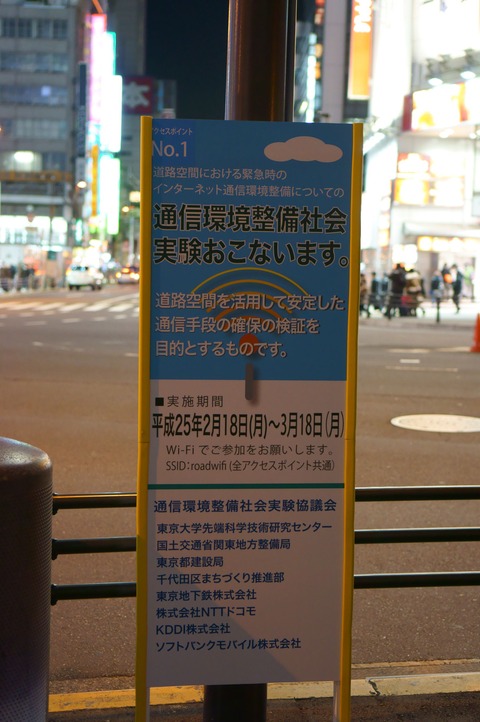 アクセスポイント
No.1
道路空間における緊急時の
インターネット通信環境整備についての
通信環境整備社会
実験おこないます。
道路空間を活用して安定した
通信手段の確保の検証を
目的とするものです。
■実施期間
平成25年2月18日(月)～3月18日(月)
Wi-Fiでご参加をお願いします。
SSID:roadwifi (全アクセスポイント共通)
通信環境整備社会実験協議会
東京大学先端科学技術研究センター
国土交通省関東地方整備局
東京都建設局
千代田区まちづくり推進部
東京地下鉄株式会社
株式会社NTTドコモ
KDDI株式会社
ソフトバンクモバイル株式会社
No.1
本